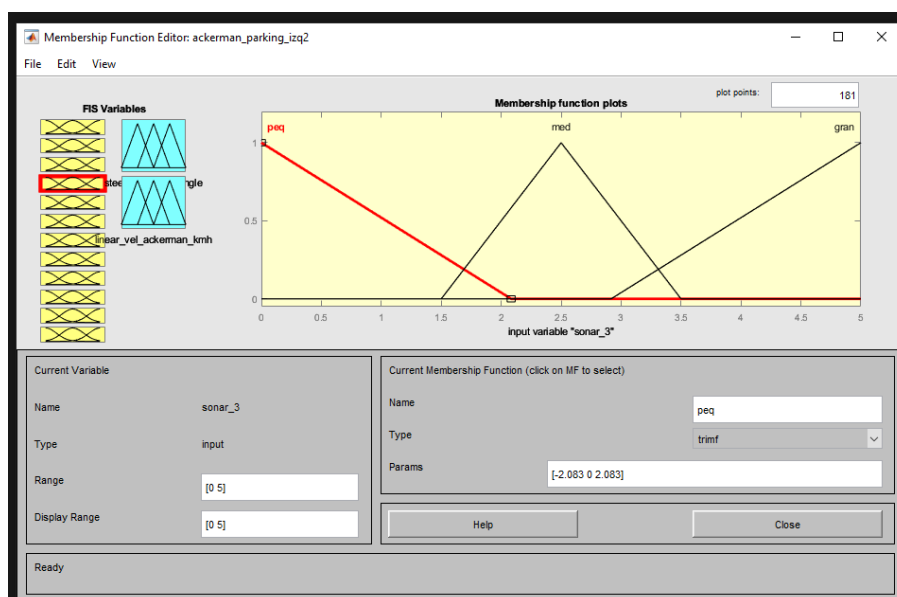 Membership Function Editor: ackerman_parking_izq2
File Edit View
FIS Variables
linear_vel_ackerman_kmh
Membership function plots
plot points:
181
peq
med
gran
1
0.5
0
0 0.5 1 1.5 2 2.5 3 3.5 4 4.5 5
input variable "sonar_3"
Current Variable
Name
sonar_3
Type
input
Range
[0 5]
Display Range
[0 5]
Current Membership Function (click on MF to select)
Name
peq
Type
trimf
Params
[-2.083 0 2.083]
Help
Close
Ready